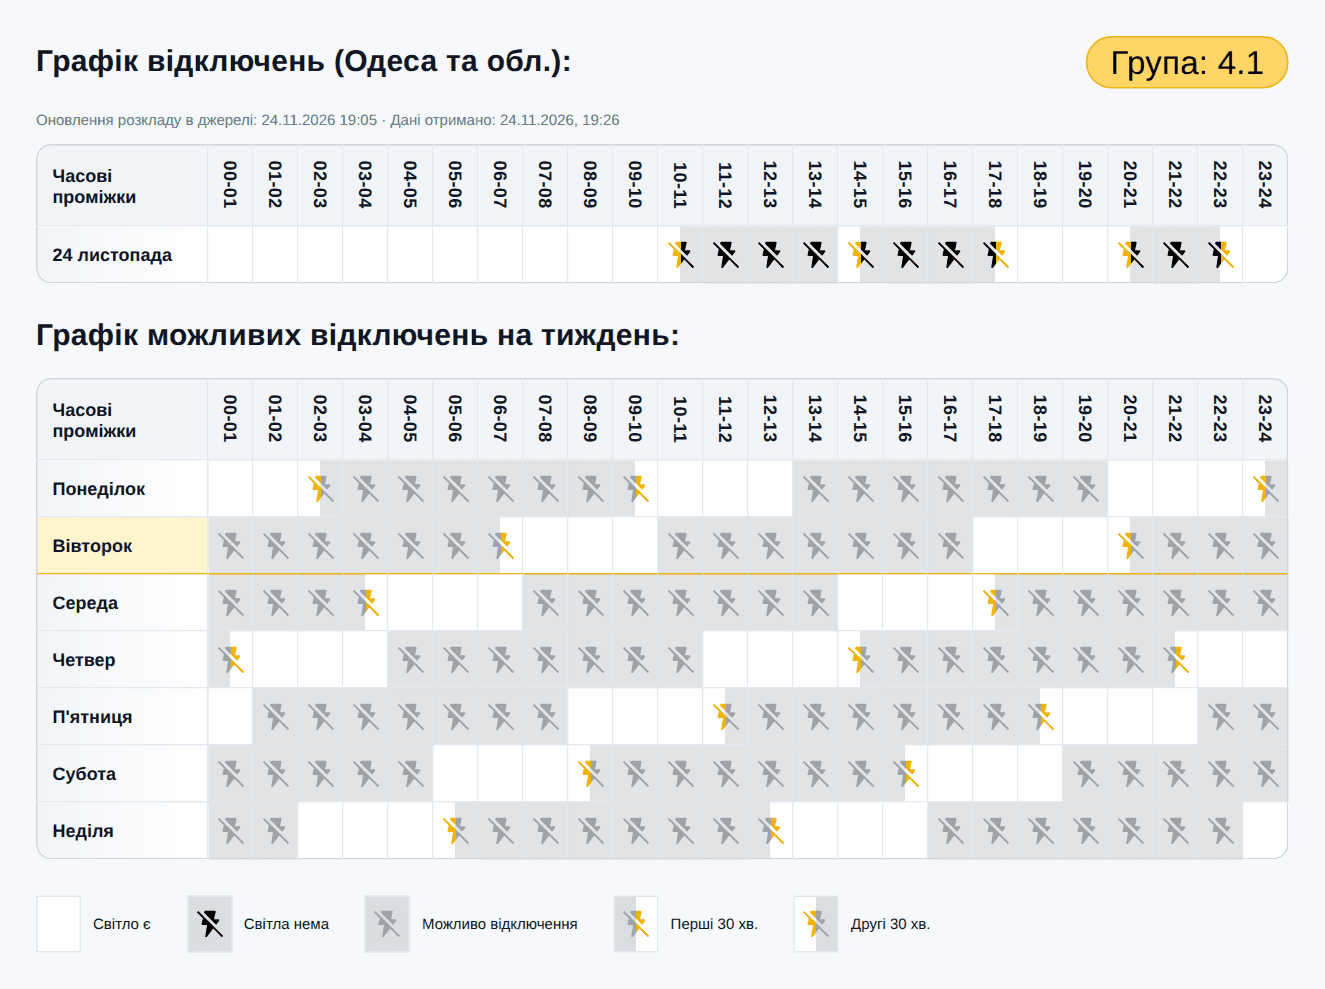 Графік відключень (Одеса та обл.):
Група: 4.1
Оновлення розкладу в джерелі: 24.11.2026 19:05 · Дані отримано: 24.11.2026, 19:26
Часові проміжки 00-01 01-02 02-03 03-04 04-05 05-06 06-07 07-08 08-09 09-10 10-11 11-12 12-13 13-14 14-15 15-16 16-17 17-18 18-19 19-20 20-21 21-22 22-23 23-24
24 листопада
Графік можливих відключень на тиждень:
Часові проміжки 00-01 01-02 02-03 03-04 04-05 05-06 06-07 07-08 08-09 09-10 10-11 11-12 12-13 13-14 14-15 15-16 16-17 17-18 18-19 19-20 20-21 21-22 22-23 23-24
Понеділок
Вівторок
Середа
Четвер
П'ятниця
Субота
Неділя
Світло є
Світла нема
Можливо відключення
Перші 30 хв.
Другі 30 хв.